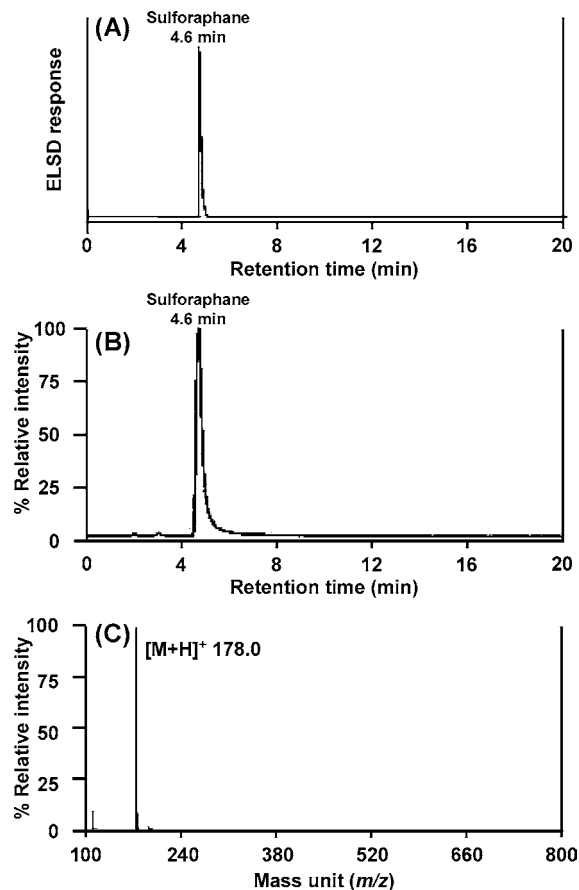 (A)
Sulforaphane
4.6 min
ELSD response
0 4 8 12 16 20
Retention time (min)
Sulforaphane
4.6 min
(B)
% Relative intensity
100
75
50
25
0
0 4 8 12 16 20
Retention time (min)
(C)
[M+H]+ 178.0
% Relative intensity
100
75
50
25
0
100 240 380 520 660 800
Mass unit (m/z)